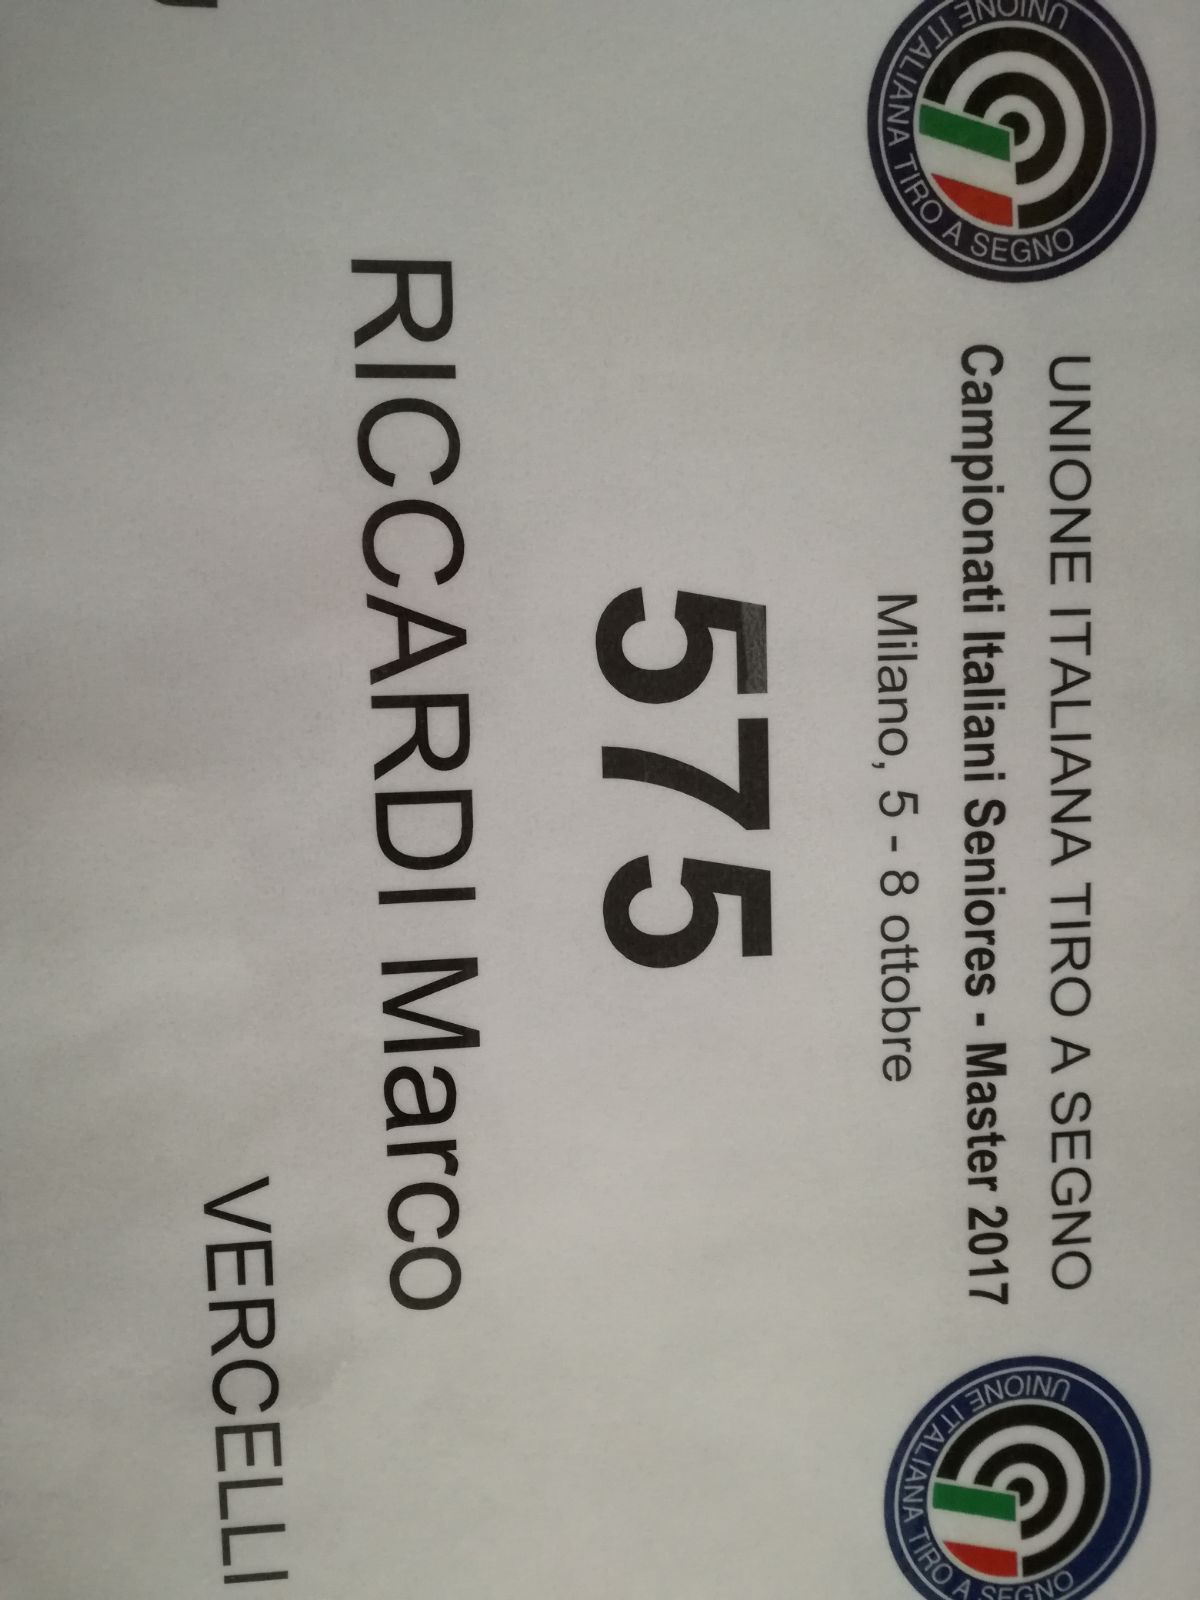 UNIONE ITALIANA TIRO A SEGNO
UNIONE ITALIANA TIRO A SEGNO
Campionati Italiani Seniores - Master 2017
Milano, 5 - 8 ottobre
575
RICCARDI Marco
VERCELLI
UNIONE ITALIANA TIRO A SEGNO